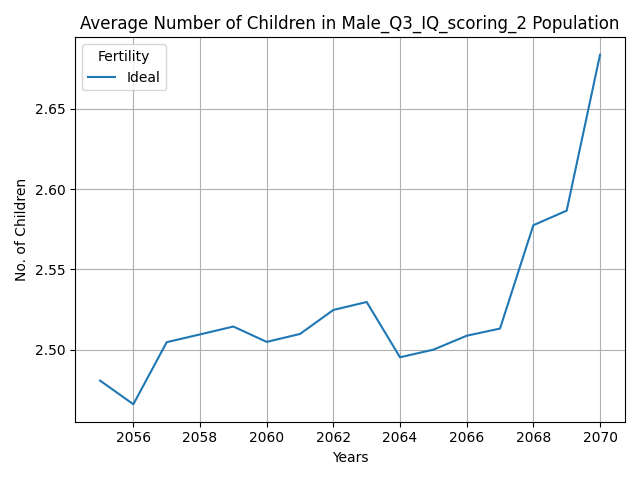 Average Number of Children in Male_Q3_IQ_scoring_2 Population
Fertility
Ideal
No. of Children
2.65
2.60
2.55
2.50
2056 2058 2060 2062 2064 2066 2068 2070
Years